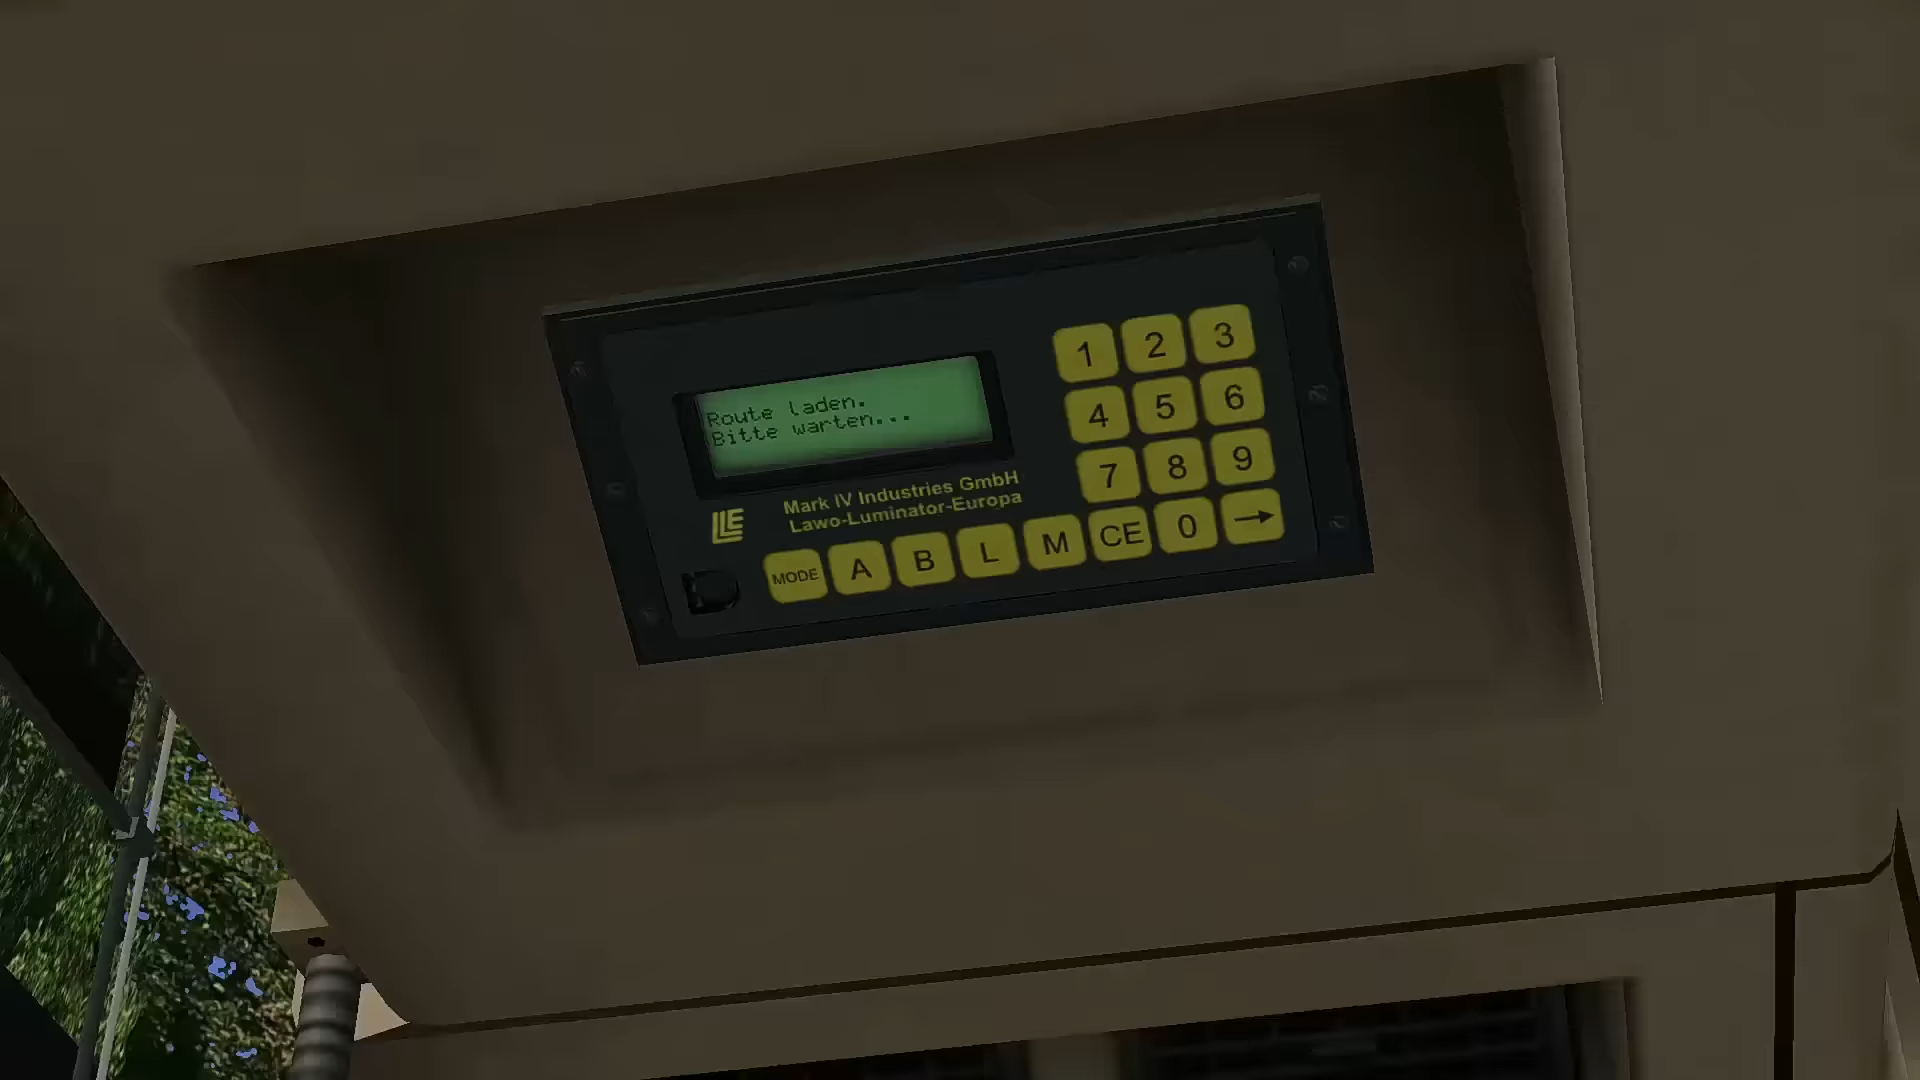 Route laden.
Bitte warten...
Mark IV Industries GmbH
Lawo-Luminator-Europa
LLE
1 2 3
4 5 6
7 8 9
MODE A B L M CE 0 →